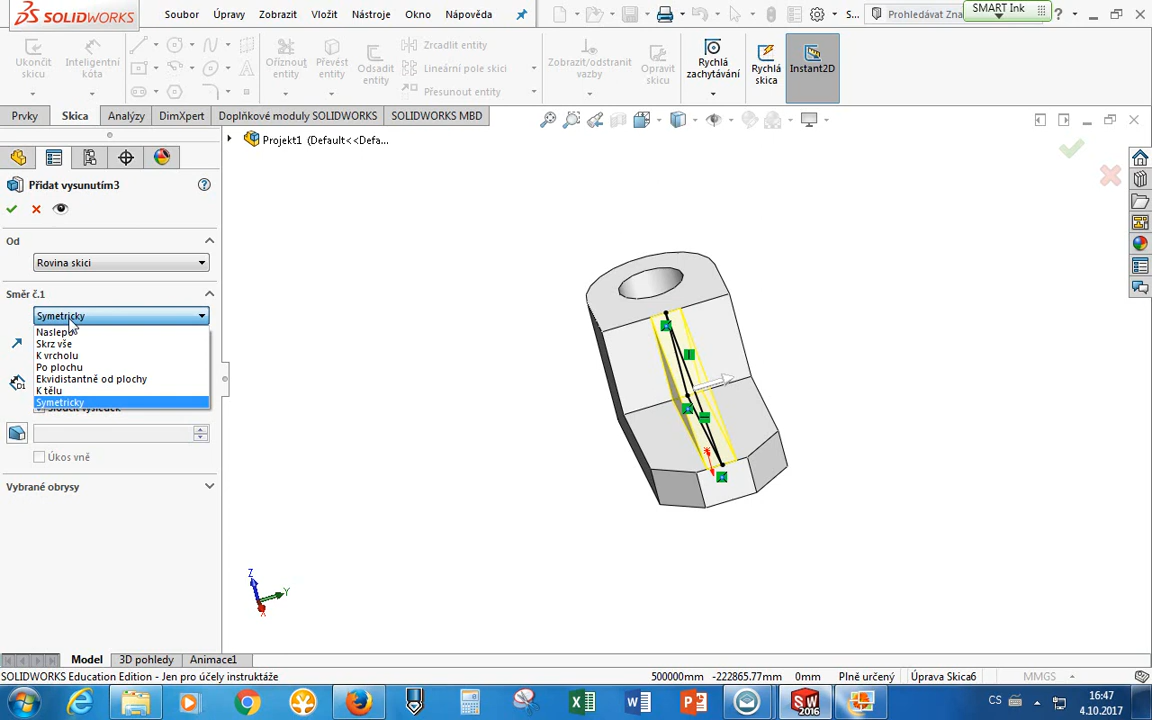 SOLIDWORKS
Soubor Úpravy Zobrazit Vložit Nástroje Okno Nápověda
S... Prohledávat Zna
SMART Ink
?
Ukončit skicu
Inteligentní kóta
Oříznout entity
Převést entity
Odsadit entity
Zrcadlit entity
Lineární pole skici
Přesunout entity
Zobrazit/odstranit vazby
Opravit skicu
Rychlá zachytávání
Rychlá skica
Instant2D
Prvky Skica Analýzy DimXpert Doplňkové moduly SOLIDWORKS SOLIDWORKS MBD
Projekt1 (Default<<Defa...
Přidat vysunutím3
?
Od
Rovina skici
Směr č.1
Symetricky
Naslepo
Skrz vše
K vrcholu
Po plochu
Ekvidistantně od plochy
K tělu
Symetricky
D1
Úkos vně
Vybrané obrysy
Z
Y
X
Model 3D pohledy Animace1
SOLIDWORKS Education Edition - Jen pro účely instruktáže
500000mm -222865.77mm 0mm Plně určený Úprava Skica6 MMGS
SW 2016
CS
16:47
4.10.2017